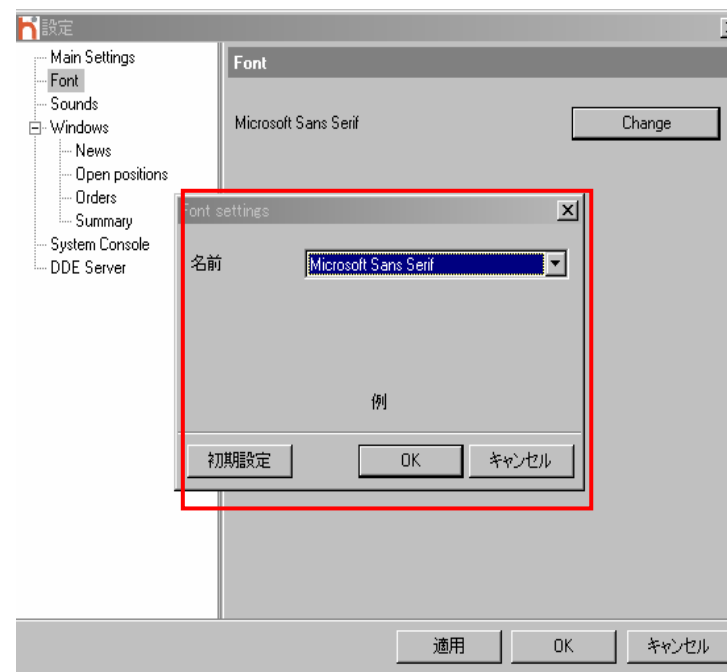 設定
Main Settings
Font
Sounds
Windows
News
Open positions
Orders
Summary
System Console
DDE Server
Font
Microsoft Sans Serif
Change
Font settings
名前
Microsoft Sans Serif
例
初期設定
OK
キャンセル
適用
OK
キャンセル